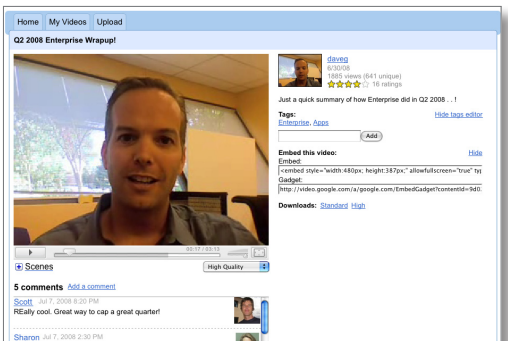 Home My Videos Upload
Q2 2008 Enterprise Wrapup!
daveg
6/30/08
1885 views (641 unique)
16 ratings
Just a quick summary of how Enterprise did in Q2 2008 . . !
Tags: Hide tags editor
Enterprise, Apps
Add
Embed this video: Hide
Embed:
<embed style="width:480px; height:387px;" allowfullscreen="true" typ
Gadget:
http://video.google.com/a/google.com/EmbedGadget?contentId=9d0.
Downloads: Standard High
00:17 / 03:13
Scenes High Quality
5 comments Add a comment
Scott Jul 7, 2008 8:20 PM
REally cool. Great way to cap a great quarter!
Sharon Jul 7, 2008 2:30 PM